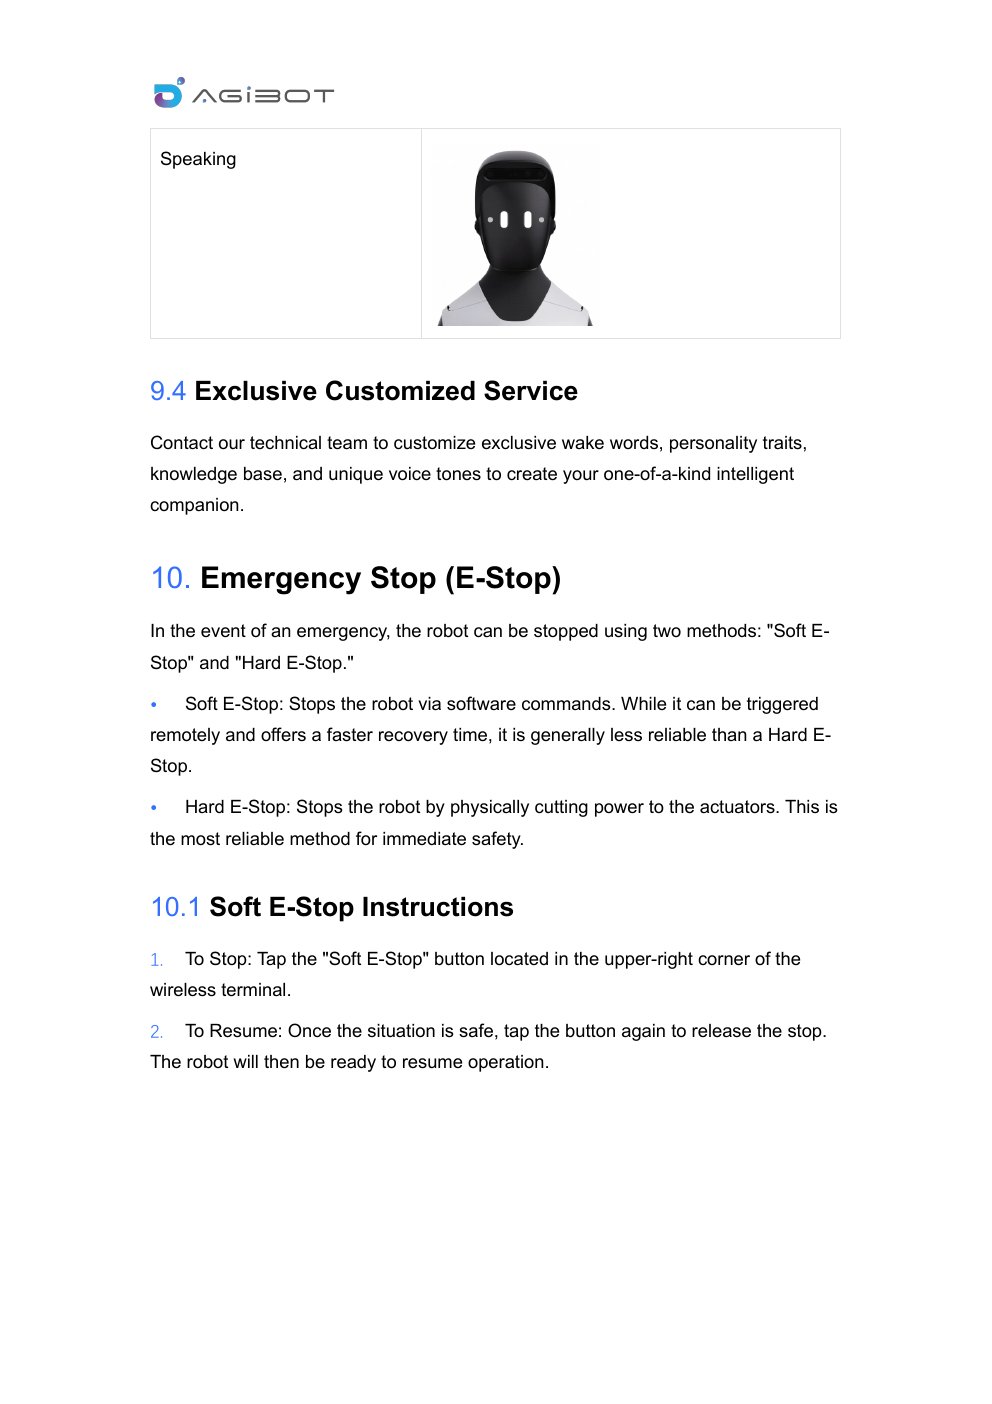 AGIBOT
Speaking
9.4 Exclusive Customized Service
Contact our technical team to customize exclusive wake words, personality traits,
knowledge base, and unique voice tones to create your one-of-a-kind intelligent
companion.
10. Emergency Stop (E-Stop)
In the event of an emergency, the robot can be stopped using two methods: "Soft E-
Stop" and "Hard E-Stop."
• Soft E-Stop: Stops the robot via software commands. While it can be triggered
remotely and offers a faster recovery time, it is generally less reliable than a Hard E-
Stop.
• Hard E-Stop: Stops the robot by physically cutting power to the actuators. This is
the most reliable method for immediate safety.
10.1 Soft E-Stop Instructions
1. To Stop: Tap the "Soft E-Stop" button located in the upper-right corner of the
wireless terminal.
2. To Resume: Once the situation is safe, tap the button again to release the stop.
The robot will then be ready to resume operation.